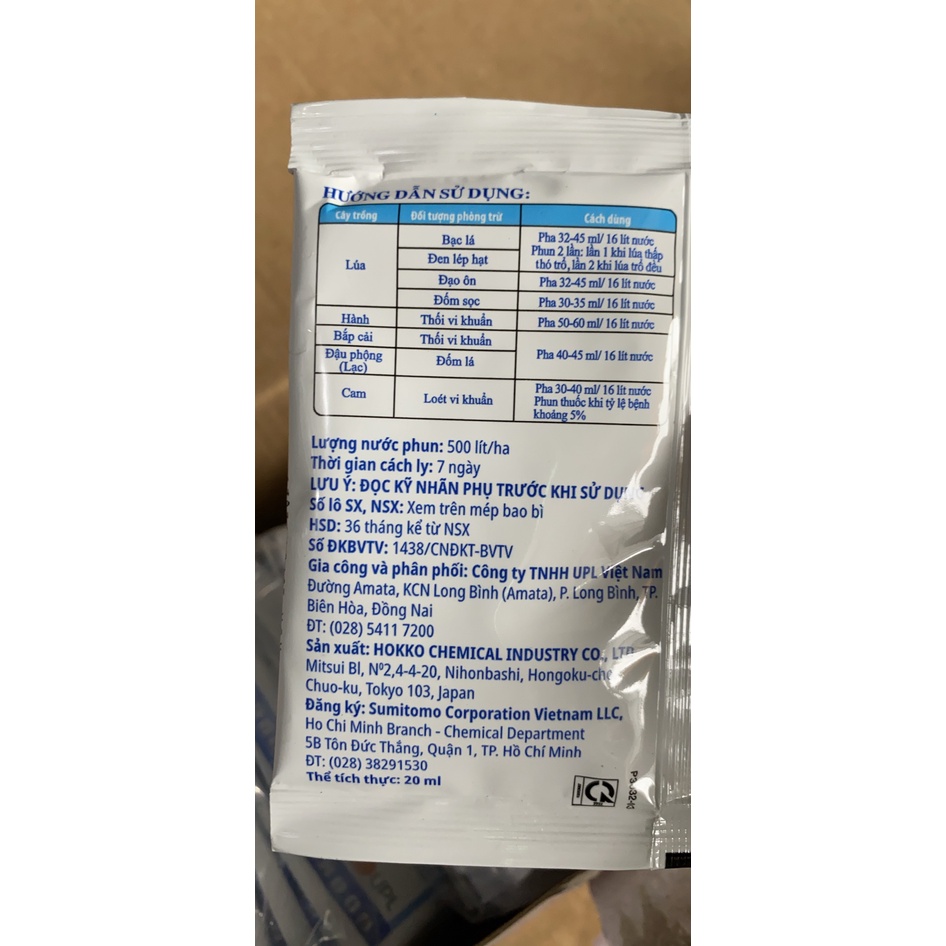 HƯỚNG DẪN SỬ DỤNG:
Cây trồng Đối tượng phòng trừ Cách dùng
Lúa
Bạc lá
Đen lép hạt
Pha 32-45 ml/ 16 lít nước
Phun 2 lần: lần 1 khi lúa thấp
thó trổ, lần 2 khi lúa trổ đều
Đạo ôn Pha 32-45 ml/ 16 lít nước
Đốm sọc Pha 30-35 ml/ 16 lít nước
Hành Thối vi khuẩn Pha 50-60 ml/ 16 lít nước
Bắp cải Thối vi khuẩn
Đậu phộng
(Lạc)
Đốm lá
Pha 40-45 ml/ 16 lít nước
Cam Loét vi khuẩn
Pha 30-40 ml/ 16 lít nước
Phun thuốc khi tỷ lệ bệnh
khoảng 5%
Lượng nước phun: 500 lít/ha
Thời gian cách ly: 7 ngày
LƯU Ý: ĐỌC KỸ NHÃN PHỤ TRƯỚC KHI SỬ DỤNG
Số lô SX, NSX: Xem trên mép bao bì
HSD: 36 tháng kể từ NSX
Số ĐKBVTV: 1438/CNĐKT-BVTV
Gia công và phân phối: Công ty TNHH UPL Việt Nam
Đường Amata, KCN Long Bình (Amata), P. Long Bình, TP.
Biên Hòa, Đồng Nai
ĐT: (028) 5411 7200
Sản xuất: HOKKO CHEMICAL INDUSTRY CO., LTD
Mitsui Bl, Nº2,4-4-20, Nihonbashi, Hongoku-cho
Chuo-ku, Tokyo 103, Japan
Đăng ký: Sumitomo Corporation Vietnam LLC,
Ho Chi Minh Branch - Chemical Department
5B Tôn Đức Thắng, Quận 1, TP. Hồ Chí Minh
ĐT: (028) 38291530
Thể tích thực: 20 ml
UPL